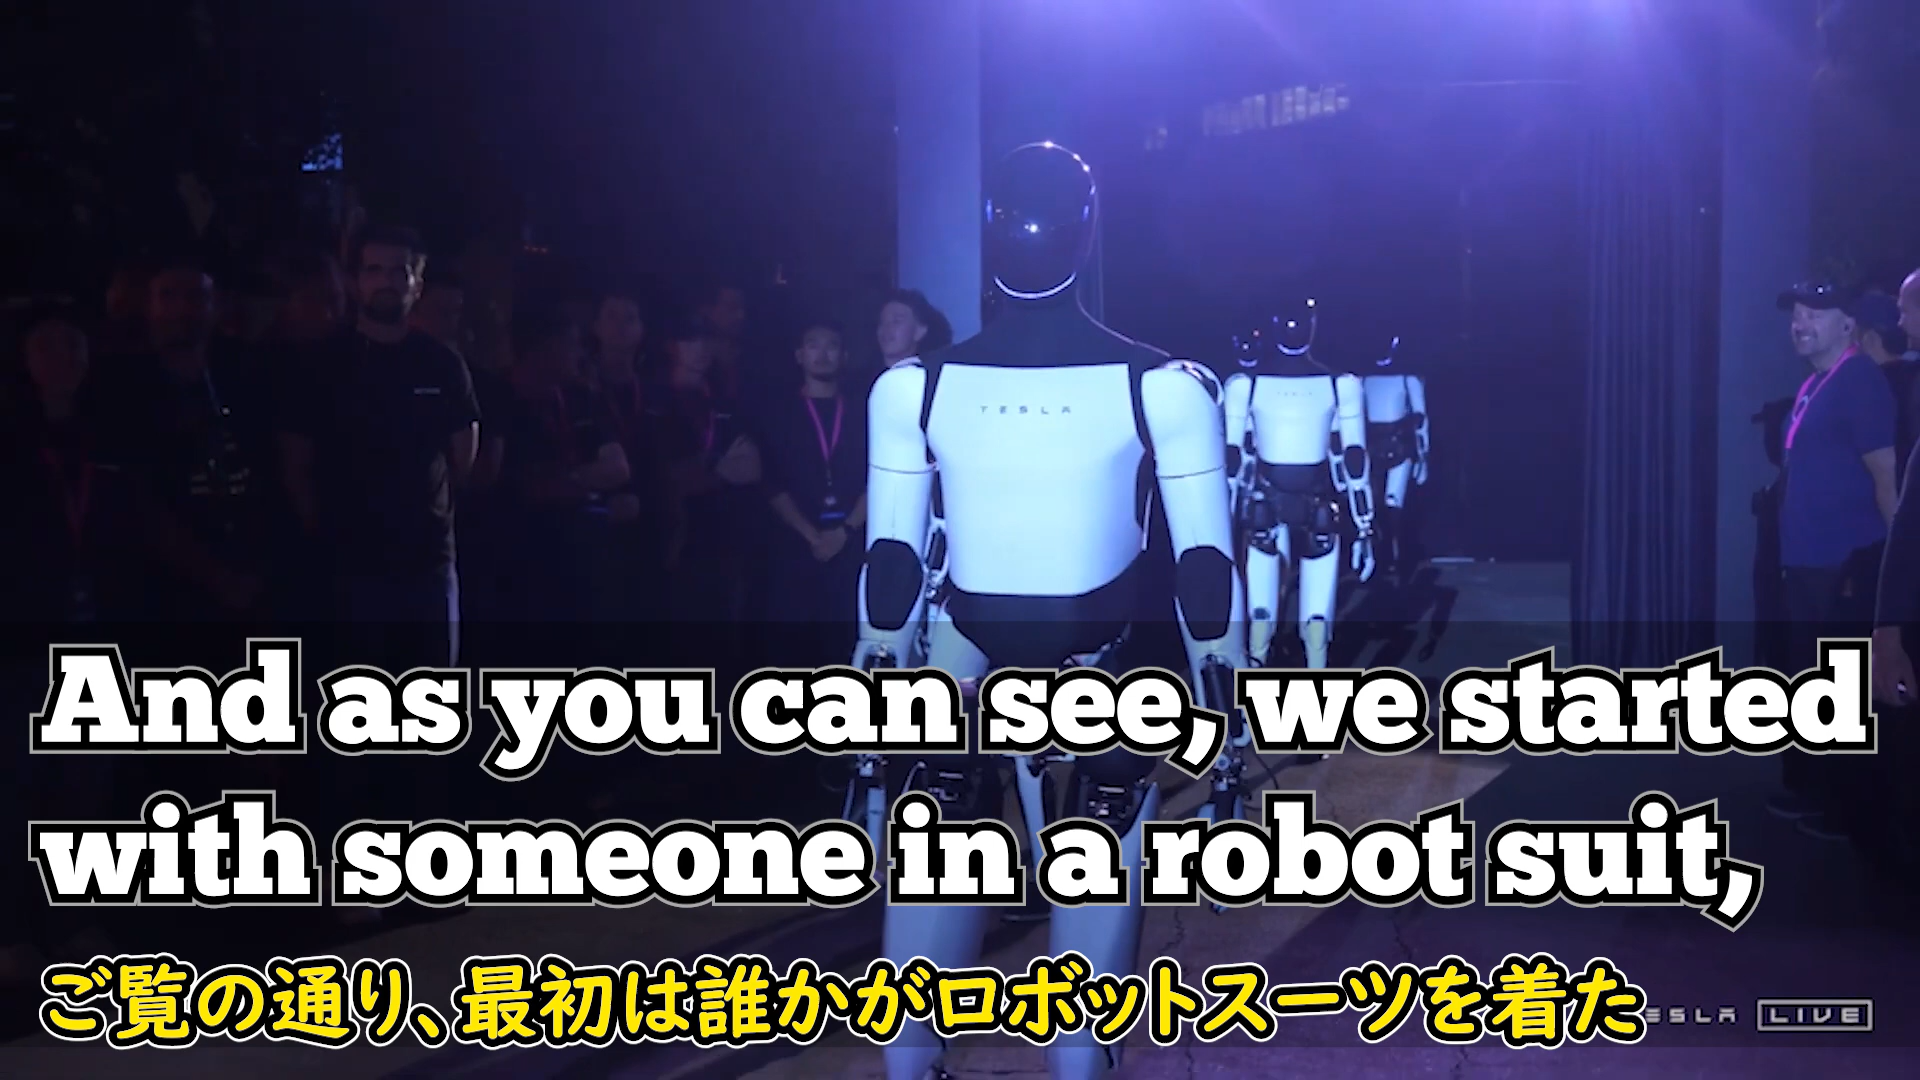 TESLA
And as you can see, we started
with someone in a robot suit,
ご覧の通り、最初は誰かがロボットスーツを着た
ESLA LIVE